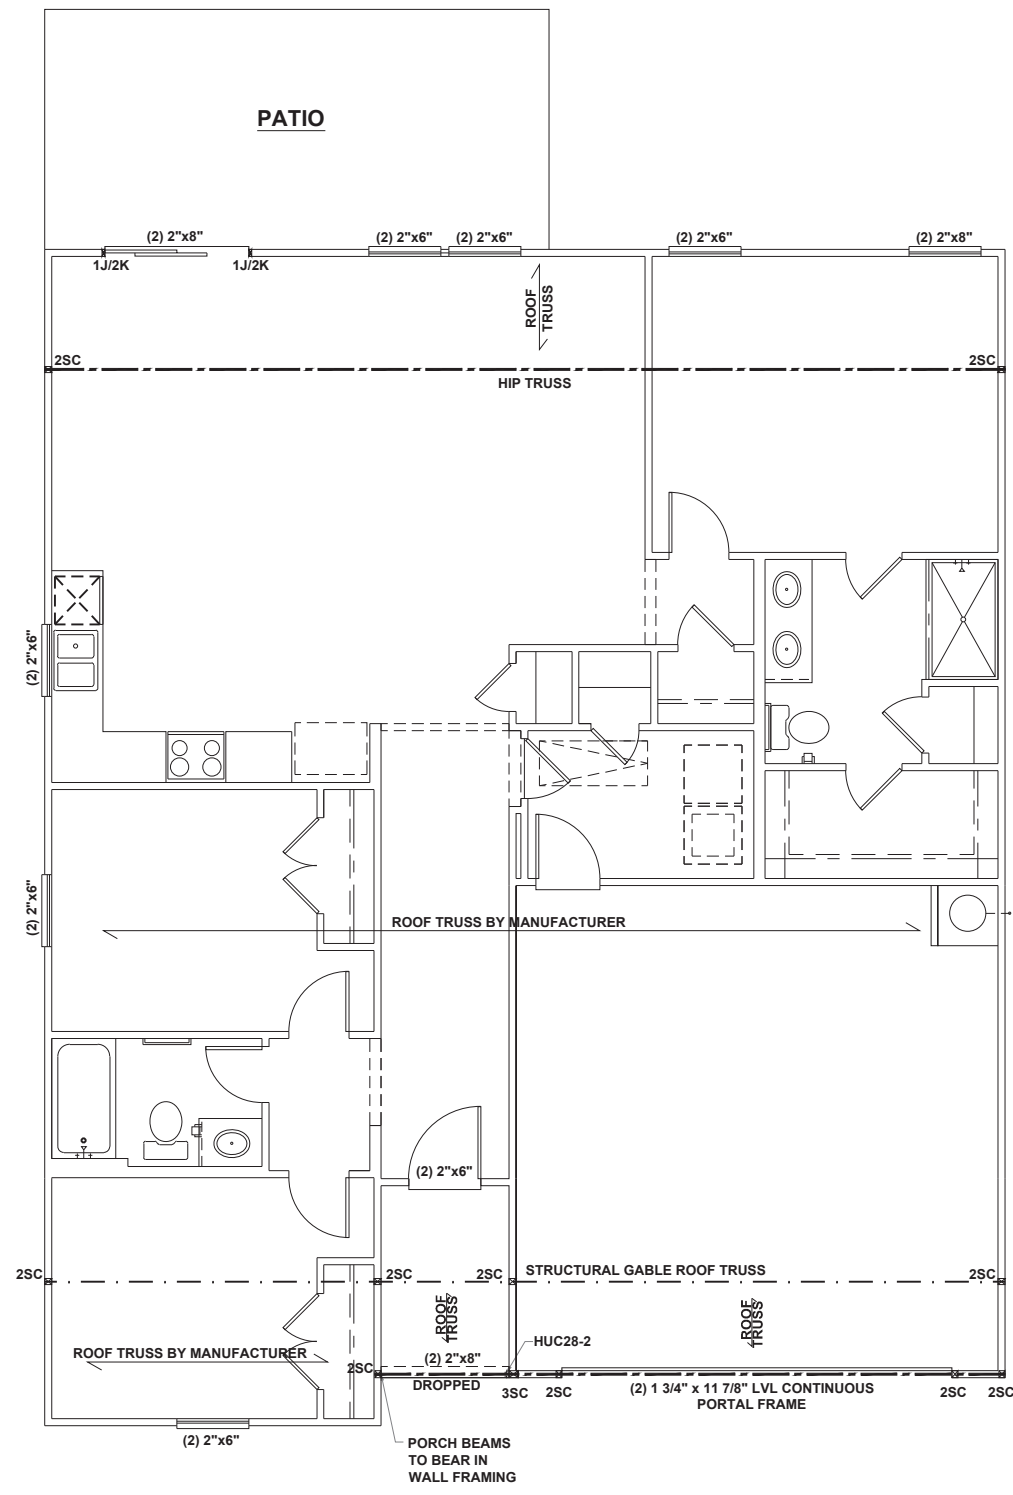 PATIO
(2) 2"x8"
(2) 2"x6"
(2) 2"x6"
(2) 2"x6"
(2) 2"x8"
1J/2K
1J/2K
ROOF
TRUSS
2SC
2SC
HIP TRUSS
(2) 2"x6"
(2) 2"x6"
ROOF TRUSS BY MANUFACTURER
(2) 2"x6"
2SC
2SC
2SC
STRUCTURAL GABLE ROOF TRUSS
2SC
ROOF
TRUSS
ROOF
TRUSS
HUC28-2
ROOF TRUSS BY MANUFACTURER
(2) 2"x8"
2SC
DROPPED
3SC
2SC
(2) 1 3/4" x 11 7/8" LVL CONTINUOUS
PORTAL FRAME
2SC
2SC
(2) 2"x6"
PORCH BEAMS
TO BEAR IN
WALL FRAMING